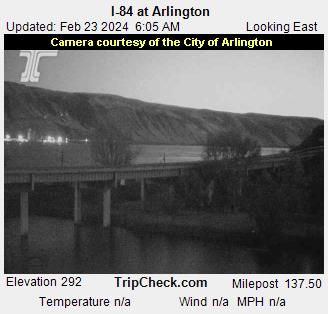 I-84 at Arlington
Updated: Feb 23 2024 6:05 AM Looking East
Camera courtesy of the City of Arlington
Elevation 292 TripCheck.com Milepost 137.50
Temperature n/a Wind n/a MPH n/a